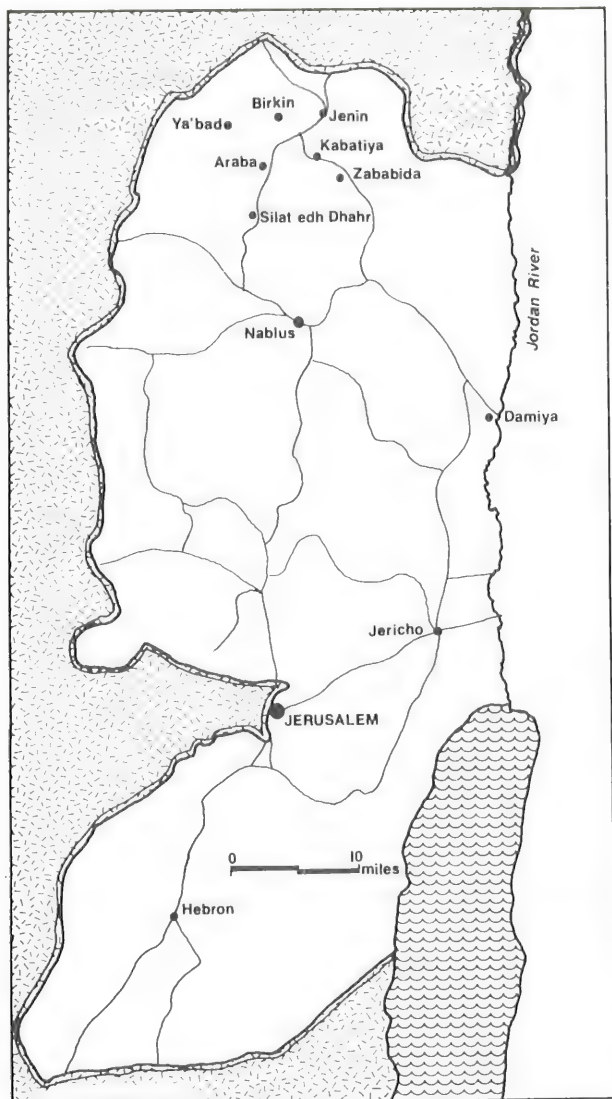 Birkin
Jenin
Ya'bad
Kabatiya
Araba
Zababida
Silat edh Dhahr
Jordan River
Nablus
Damiya
Jericho
JERUSALEM
0 10
miles
Hebron